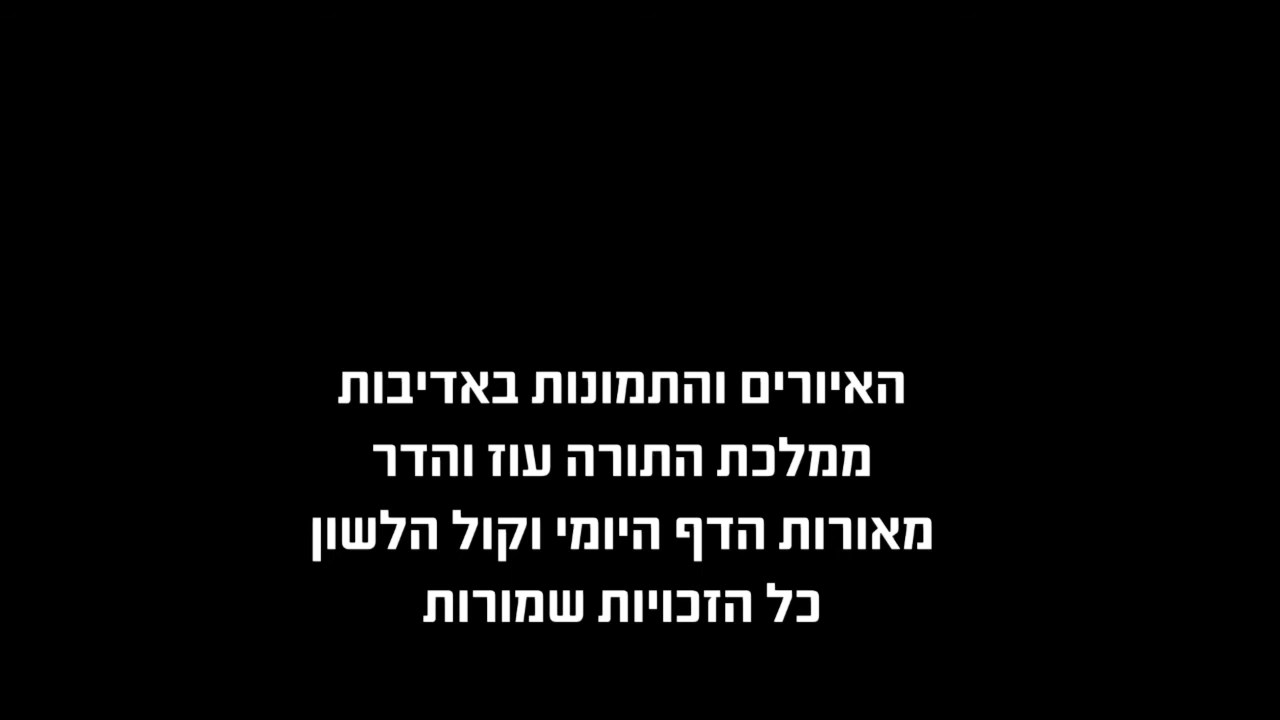 האיורים והתמונות באדיבות
ממלכת התורה עוז והדר
מאורות הדף היומי וקול הלשון
כל הזכויות שמורות